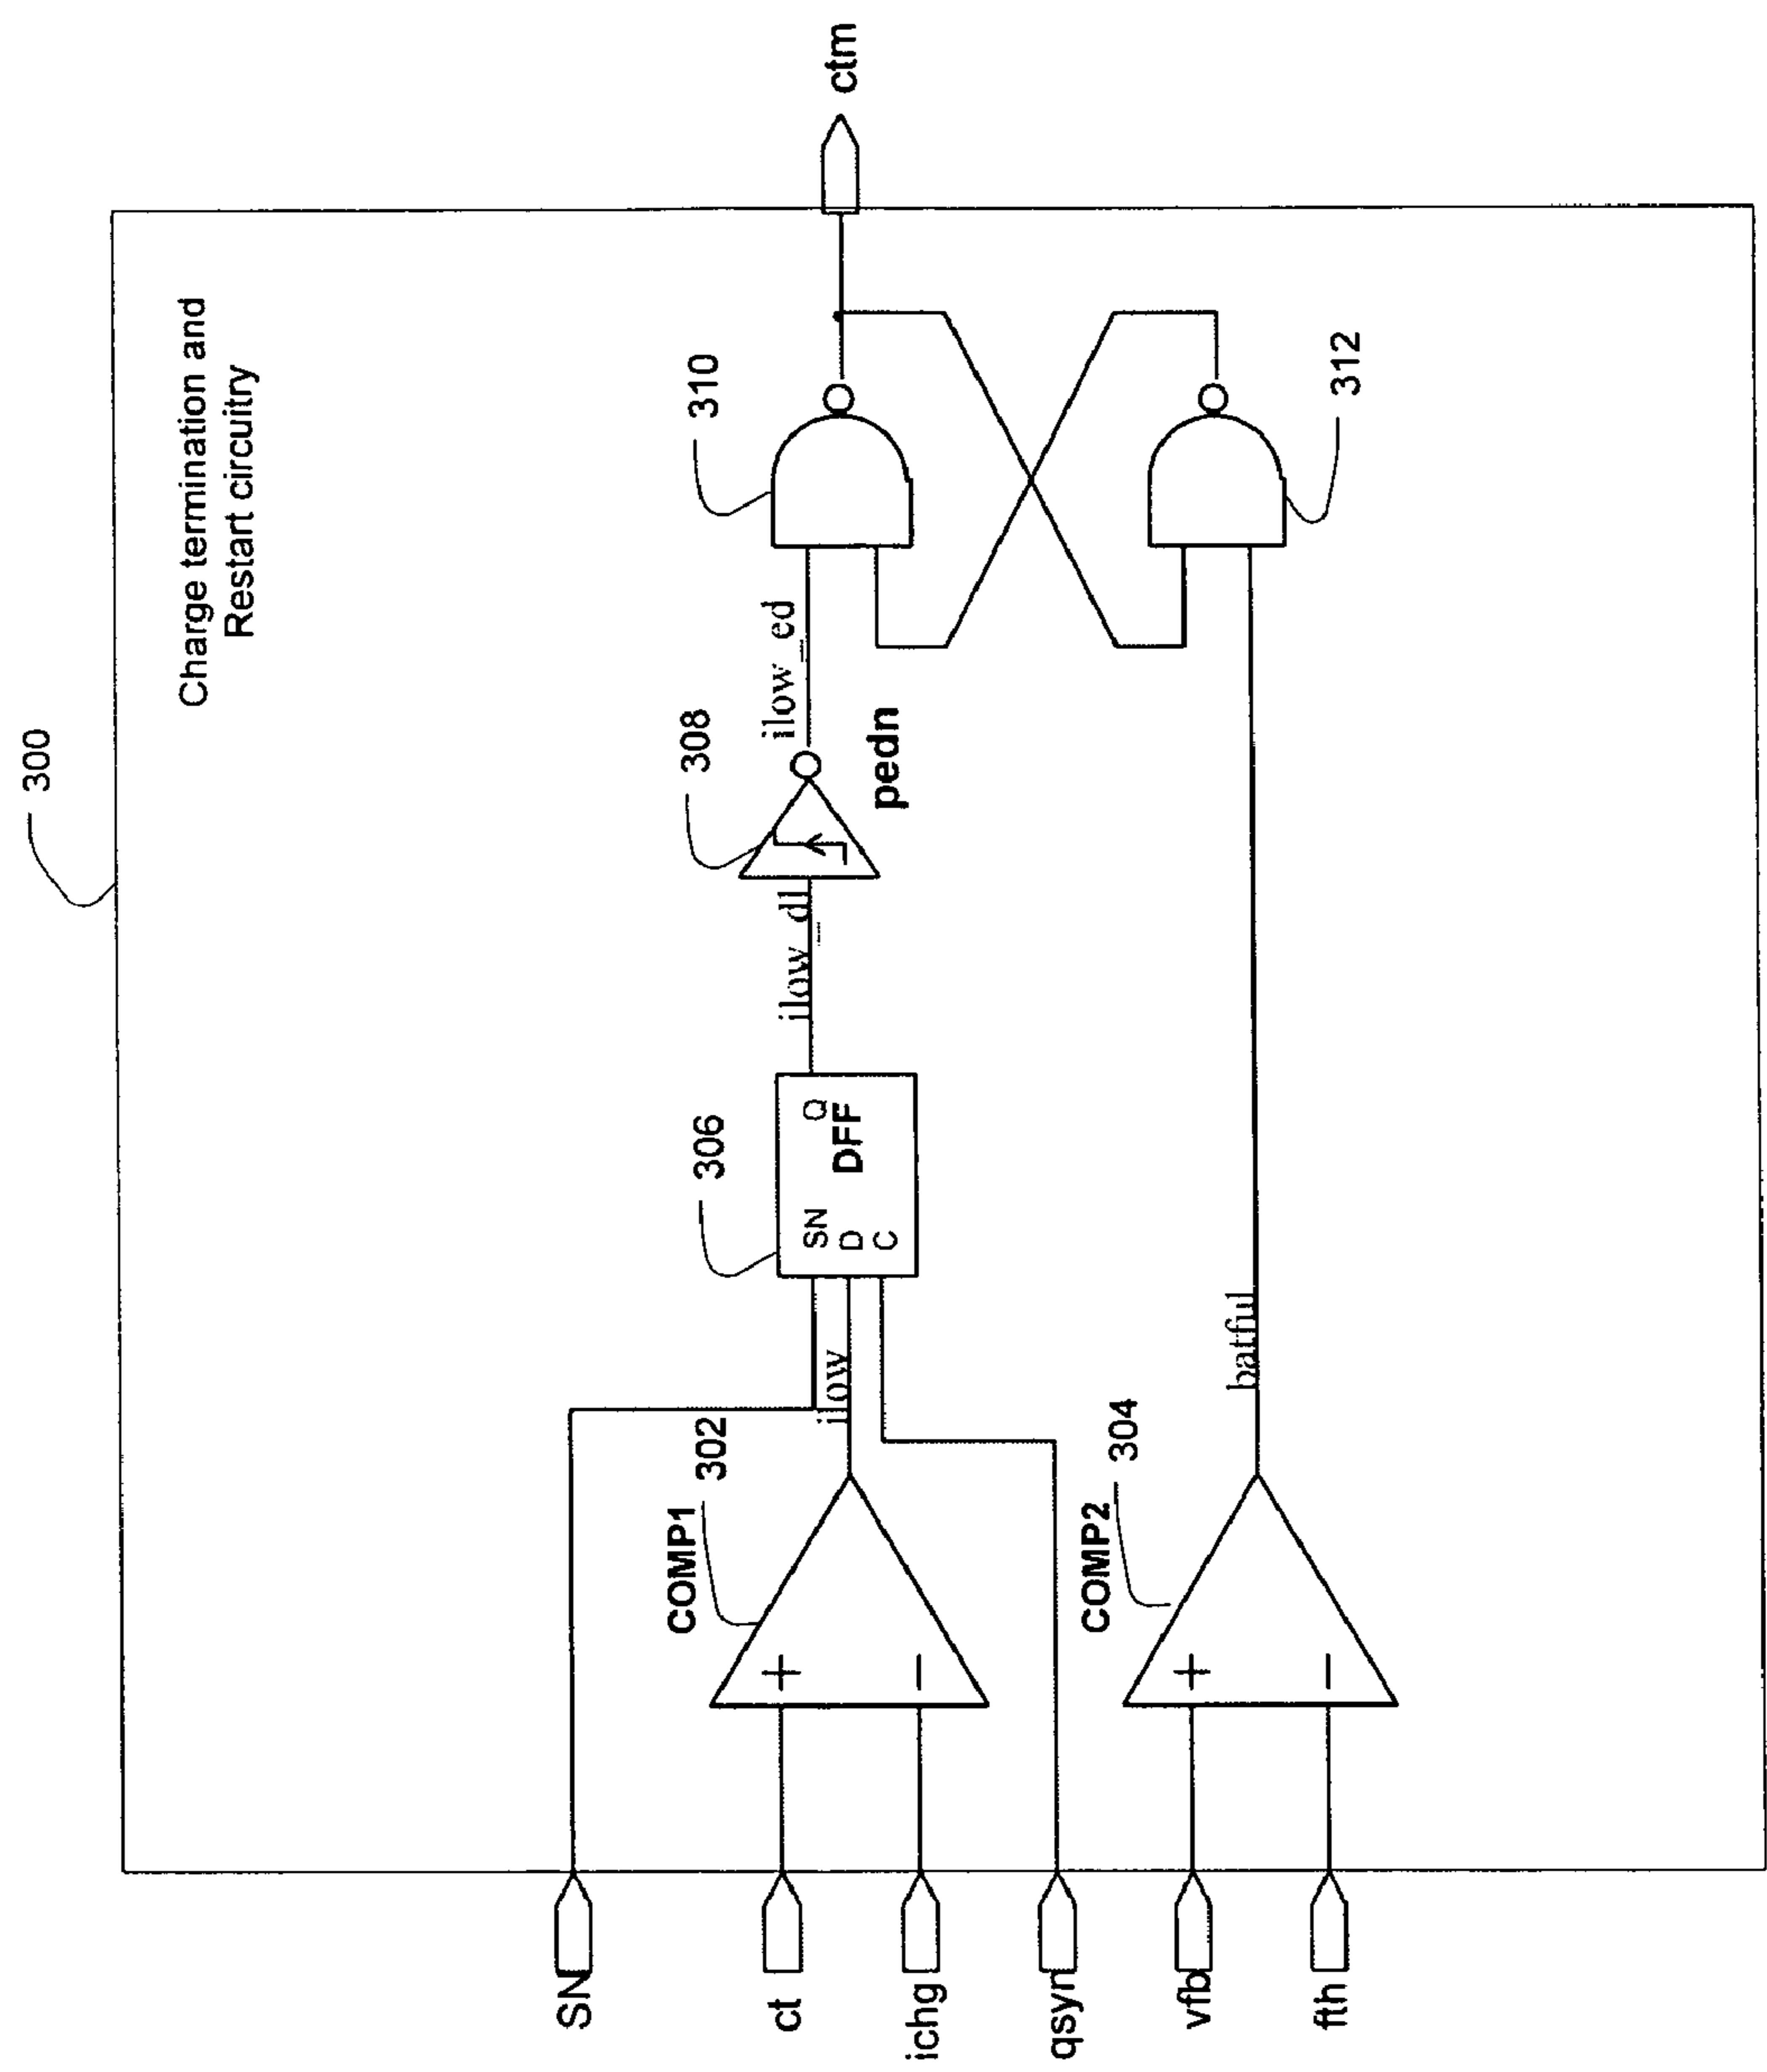 300
Charge termination and
Restart circuitry
SN
ct
ichg
qsyn
vfb
fth
COMP1
302
+
−
ilow
COMP2
304
+
−
batful
306
SN
D
C
Q
DFF
ilow_dl
308
pedn
ilow_ed
310
312
ctm